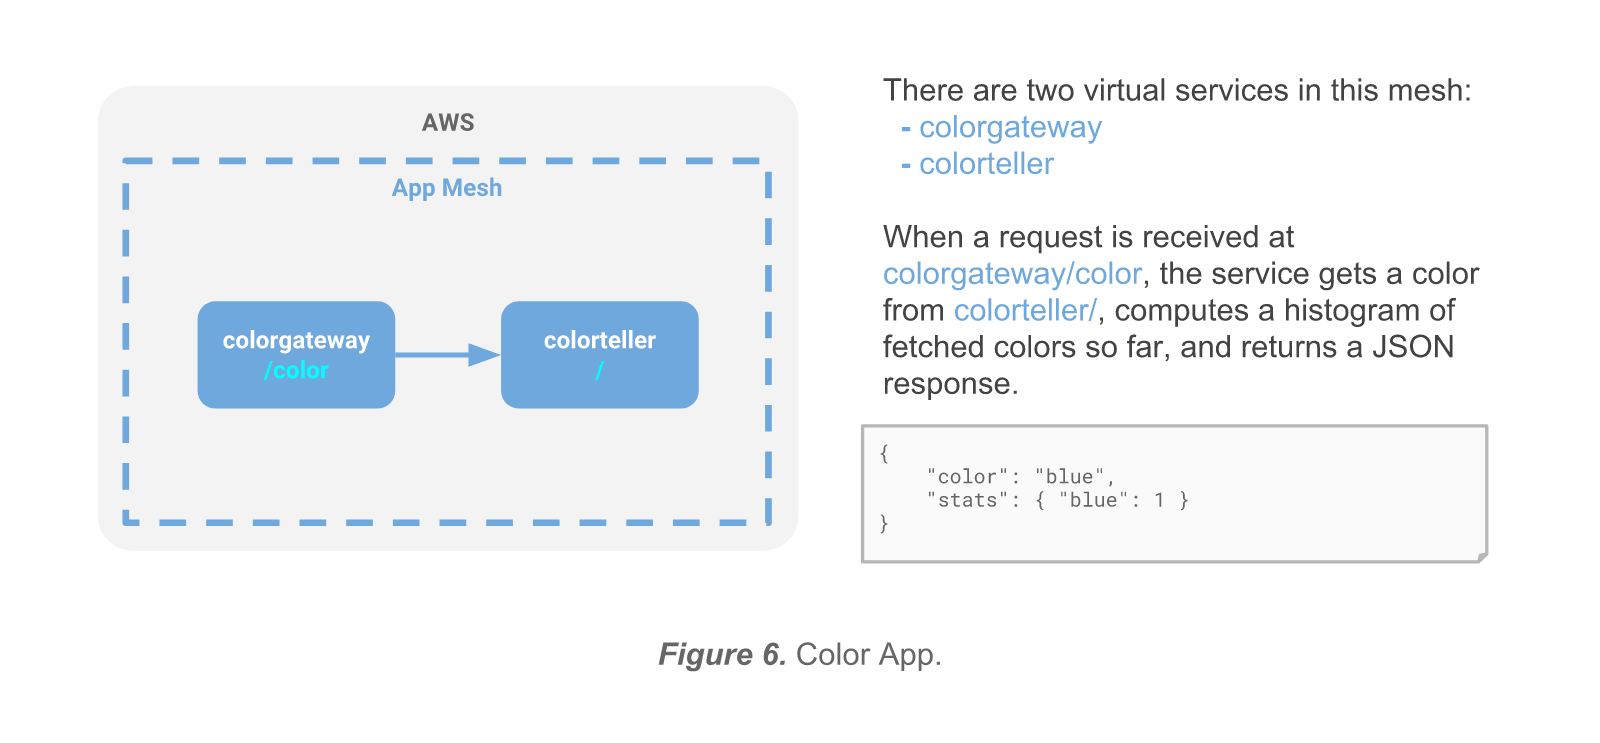 AWS
App Mesh
colorgateway
/color
colorteller
/
There are two virtual services in this mesh:
- colorgateway
- colorteller
When a request is received at
colorgateway/color, the service gets a color
from colorteller/, computes a histogram of
fetched colors so far, and returns a JSON
response.
{
    "color": "blue",
    "stats": { "blue": 1 }
}
Figure 6. Color App.